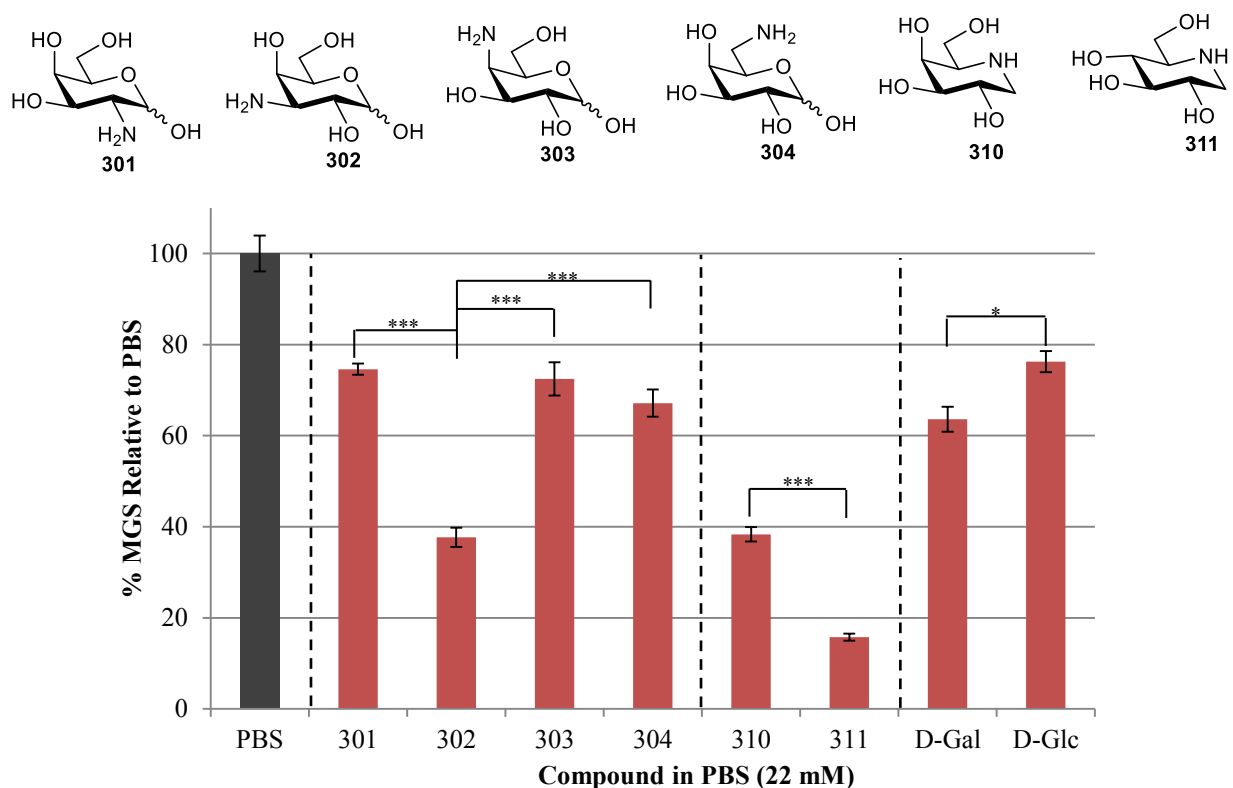 HO OH O HO H₂N OH
301
HO OH O H₂N HO OH
302
H₂N OH O HO HO OH
303
HO NH₂ O HO HO OH
304
HO OH NH HO HO
310
OH HO NH HO HO
311
% MGS Relative to PBS
100
80
60
40
20
0
***
***
***
***
*
PBS 301 302 303 304 310 311 D-Gal D-Glc
Compound in PBS (22 mM)